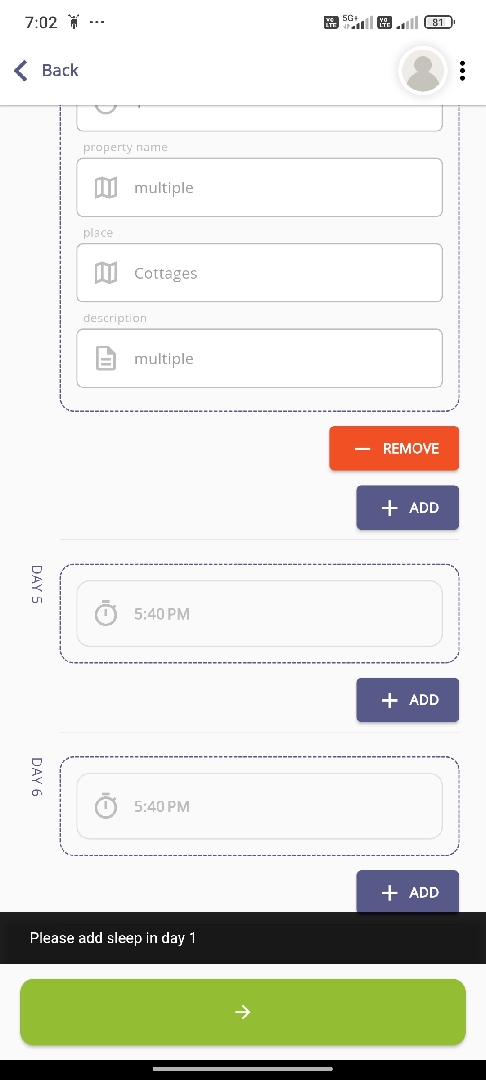 7:02
5G+
81
Back
property name
multiple
place
Cottages
description
multiple
REMOVE
ADD
DAY 5
5:40 PM
ADD
DAY 6
5:40 PM
ADD
Please add sleep in day 1